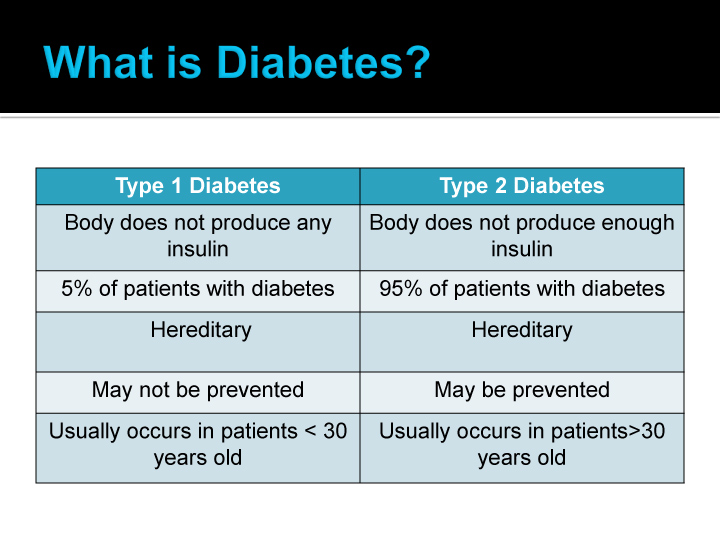 What is Diabetes?
Type 1 Diabetes
Type 2 Diabetes
Body does not produce any
insulin
Body does not produce enough
insulin
5% of patients with diabetes
95% of patients with diabetes
Hereditary
Hereditary
May not be prevented
May be prevented
Usually occurs in patients < 30
years old
Usually occurs in patients>30
years old